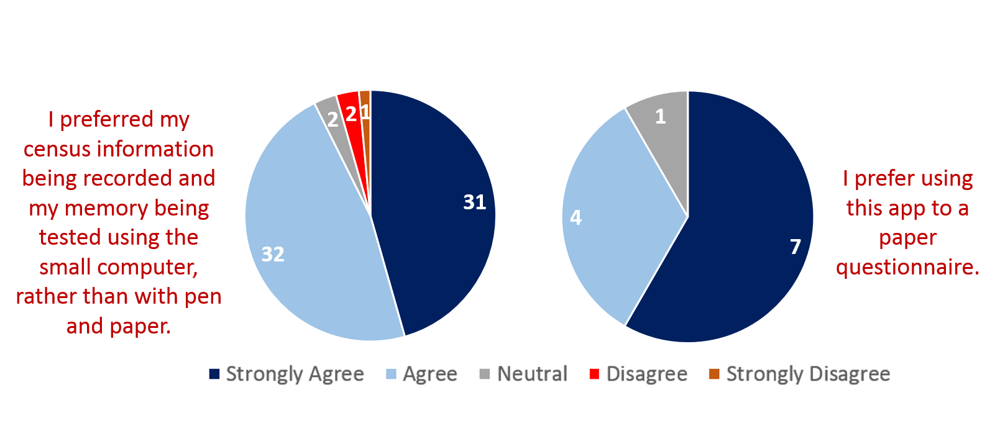 I preferred my
census information
being recorded and
my memory being
tested using the
small computer,
rather than with pen
and paper.
2
2
1
31
32
1
4
7
I prefer using
this app to a
paper
questionnaire.
Strongly Agree
Agree
Neutral
Disagree
Strongly Disagree